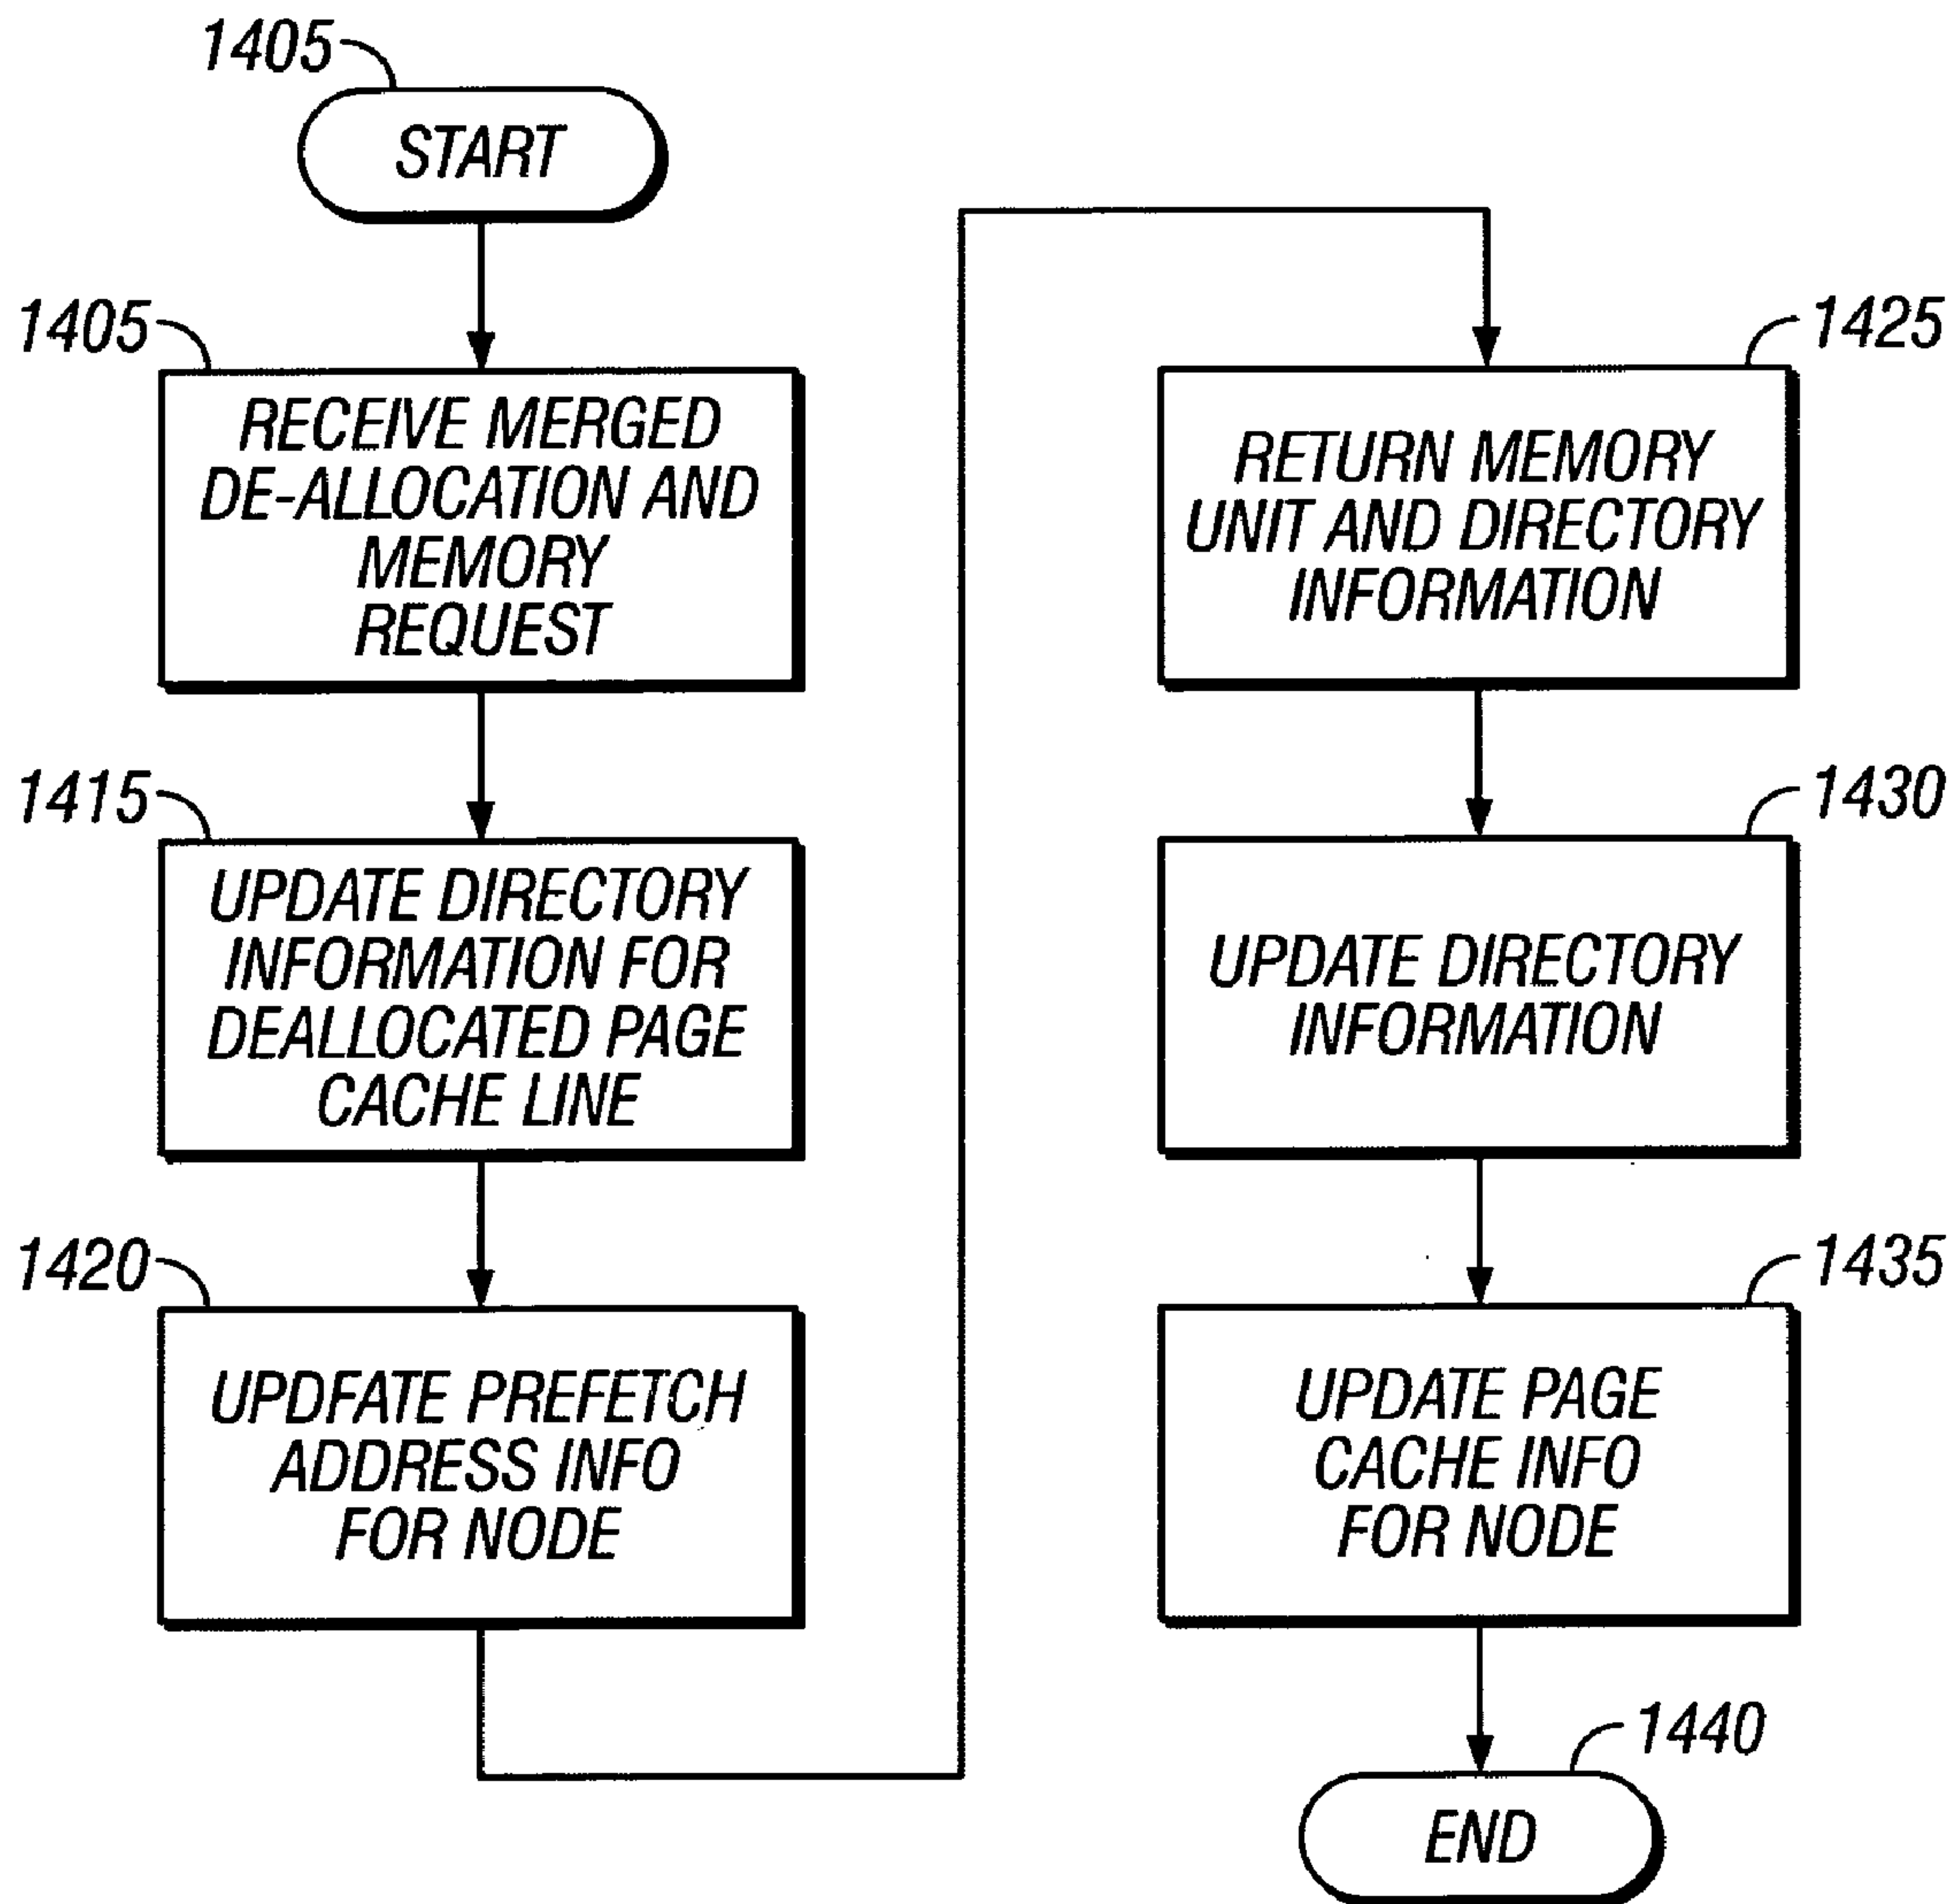 1405
START
1405
RECEIVE MERGED
DE-ALLOCATION AND
MEMORY
REQUEST
1415
UPDATE DIRECTORY
INFORMATION FOR
DEALLOCATED PAGE
CACHE LINE
1420
UPDFATE PREFETCH
ADDRESS INFO
FOR NODE
1425
RETURN MEMORY
UNIT AND DIRECTORY
INFORMATION
1430
UPDATE DIRECTORY
INFORMATION
1435
UPDATE PAGE
CACHE INFO
FOR NODE
1440
END